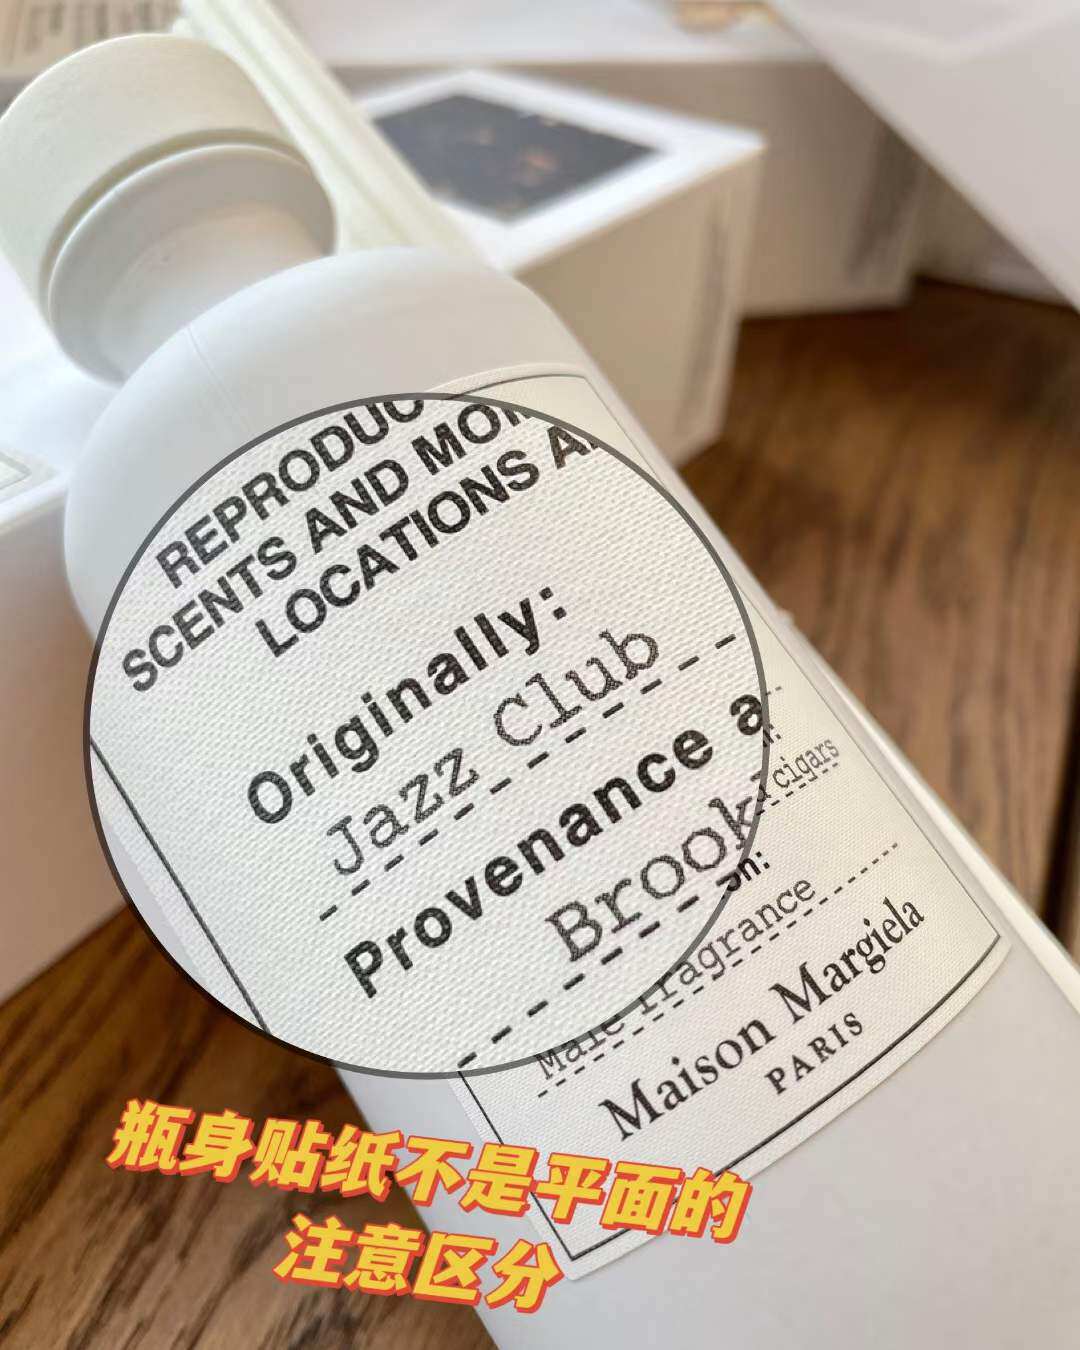 REPRODUC
SCENTS AND
LOCATIONS
Originally:
Jazz Club
Provenance a
Brook
cigars
Male Fragrance
Maison Margiela
PARIS
瓶身贴纸不是平面的
注意区分